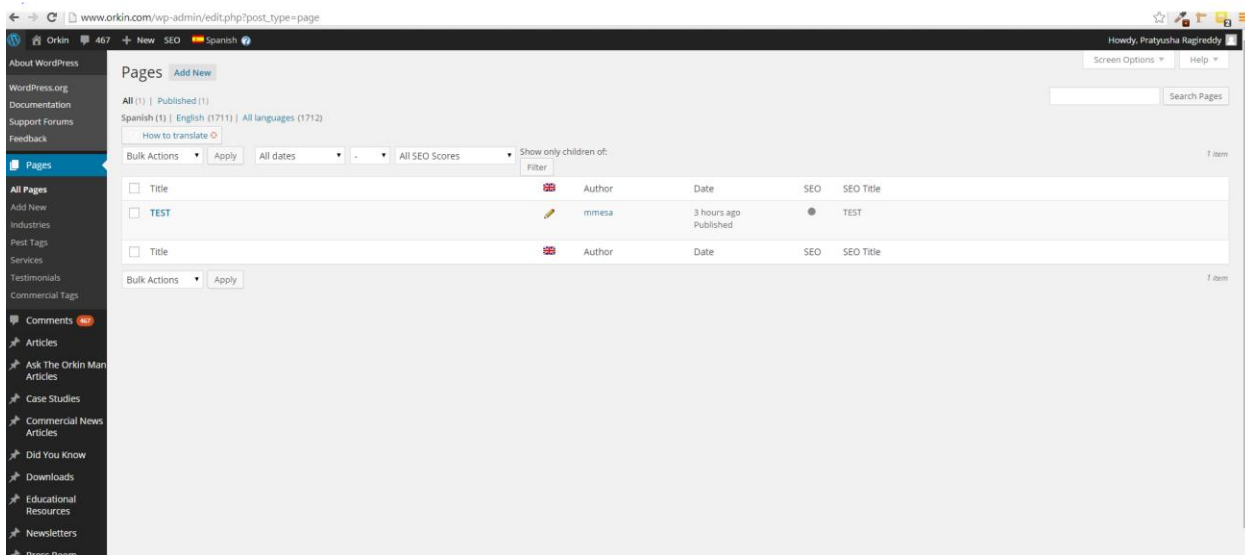 www.orkin.com/wp-admin/edit.php?post_type=page
Orkin 467 + New SEO Spanish ?
Howdy, Pratyusha Ragireddy
About WordPress
WordPress.org
Documentation
Support Forums
Feedback
Pages
All Pages
Add New
Industries
Pest Tags
Services
Testimonials
Commercial Tags
Comments 467
Articles
Ask The Orkin Man
Articles
Case Studies
Commercial News
Articles
Did You Know
Downloads
Educational
Resources
Newsletters
Press Room
Screen Options Help
Pages Add New
Search Pages
All (1) | Published (1)
Spanish (1) | English (1711) | All languages (1712)
How to translate
Bulk Actions Apply All dates - All SEO Scores Show only children of:
Filter
1 item
Title Author Date SEO SEO Title
TEST mmesa 3 hours ago TEST
Published
Title Author Date SEO SEO Title
Bulk Actions Apply
1 item